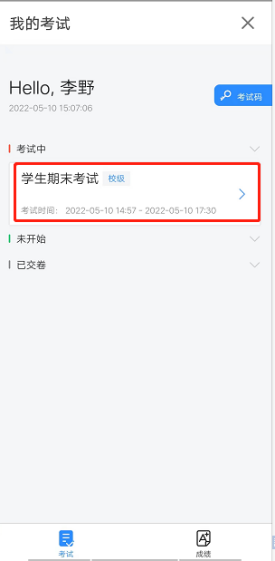 我的考试
Hello, 李野
2022-05-10 15:07:06
考试码
考试中
学生期末考试 校级
考试时间: 2022-05-10 14:57 - 2022-05-10 17:30
未开始
已交卷
考试
成绩